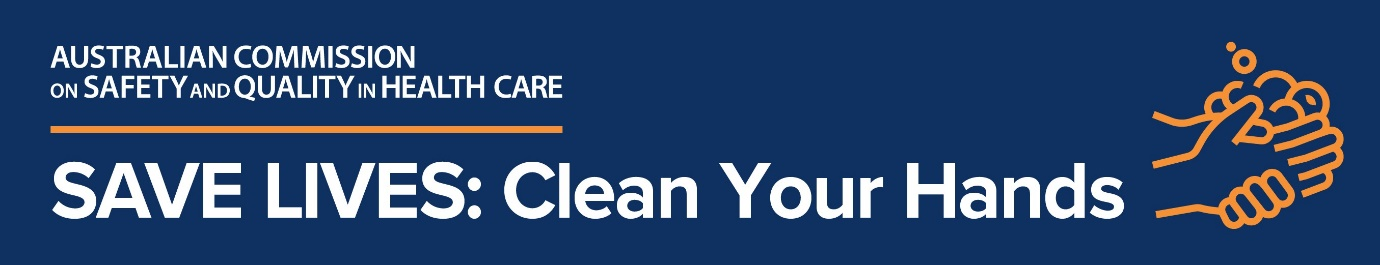 AUSTRALIAN COMMISSION
ON SAFETY AND QUALITY IN HEALTH CARE
SAVE LIVES: Clean Your Hands